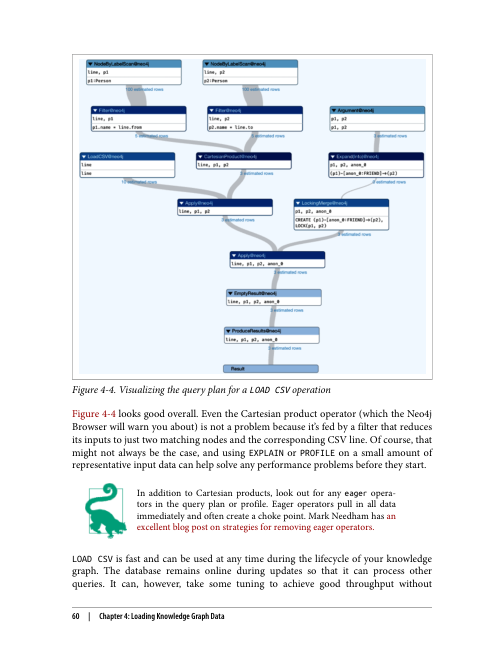 NodeByLabelScan@neo4j
line, p1
p1:Person
100 estimated rows
NodeByLabelScan@neo4j
line, p2
p2:Person
100 estimated rows
Filter@neo4j
line, p1
p1.name = line.from
5 estimated rows
Filter@neo4j
line, p2
p2.name = line.to
5 estimated rows
Argument@neo4j
p1, p2
p1, p2
estimated rows
LoadCSV@neo4j
line
line
10 estimated rows
CartesianProduct@neo4j
line, p1, p2
estimated rows
Expand(Into)@neo4j
(p1)-[anon_0:FRIEND]->(p2)
estimated rows
Apply@neo4j
line, p1, p2
estimated rows
LockingMerge@neo4j
p1, p2, anon_0
CREATE (p1)-[anon_0:FRIEND]->(p2),
LOCK(p1, p2)
estimated rows
Apply@neo4j
line, p1, p2, anon_0
estimated rows
EmptyResult@neo4j
line, p1, p2, anon_0
estimated rows
ProduceResults@neo4j
line, p1, p2, anon_0
estimated rows
Result
Figure 4-4. Visualizing the query plan for a LOAD CSV operation
Figure 4-4 looks good overall. Even the Cartesian product operator (which the Neo4j
Browser will warn you about) is not a problem because it's fed by a filter that reduces
its inputs to just two matching nodes and the corresponding CSV line. Of course, that
might not always be the case, and using EXPLAIN or PROFILE on a small amount of
representative input data can help solve any performance problems before they start.
In addition to Cartesian products, look out for any eager opera-
tors in the query plan or profile. Eager operators pull in all data
immediately and often create a choke point. Mark Needham has an
excellent blog post on strategies for removing eager operators.
LOAD CSV is fast and can be used at any time during the lifecycle of your knowledge
graph. The database remains online during updates so that it can process other
queries. It can, however, take some tuning to achieve good throughput without
60 | Chapter 4: Loading Knowledge Graph Data